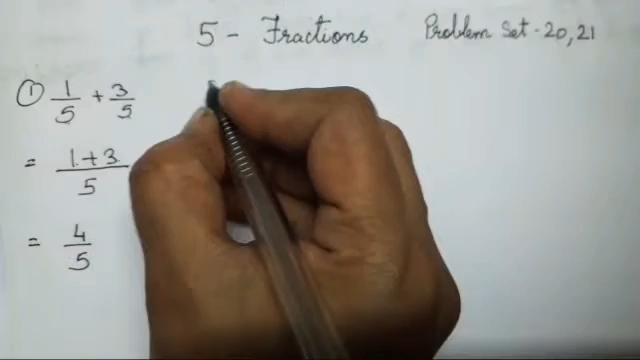 5 - Fractions Problem Set - 20, 21
① 1/5 + 3/5
= 1+3/5
= 4/5